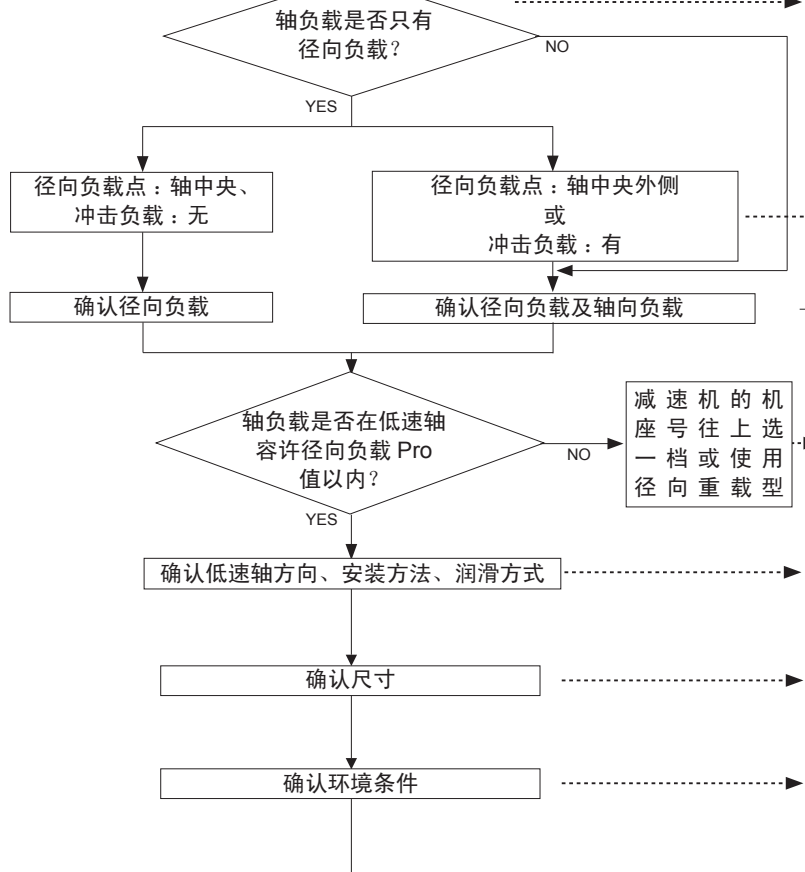 轴负载是否只有
径向负载？
NO
YES
径向负载点：轴中央、
冲击负载：无
径向负载点：轴中央外侧
或
冲击负载：有
确认径向负载
确认径向负载及轴向负载
轴负载是否在低速轴
容许径向负载 Pro
值以内？
NO
减速机的机
座号往上选
一档或使用
径向重载型
YES
确认低速轴方向、安装方法、润滑方式
确认尺寸
确认环境条件